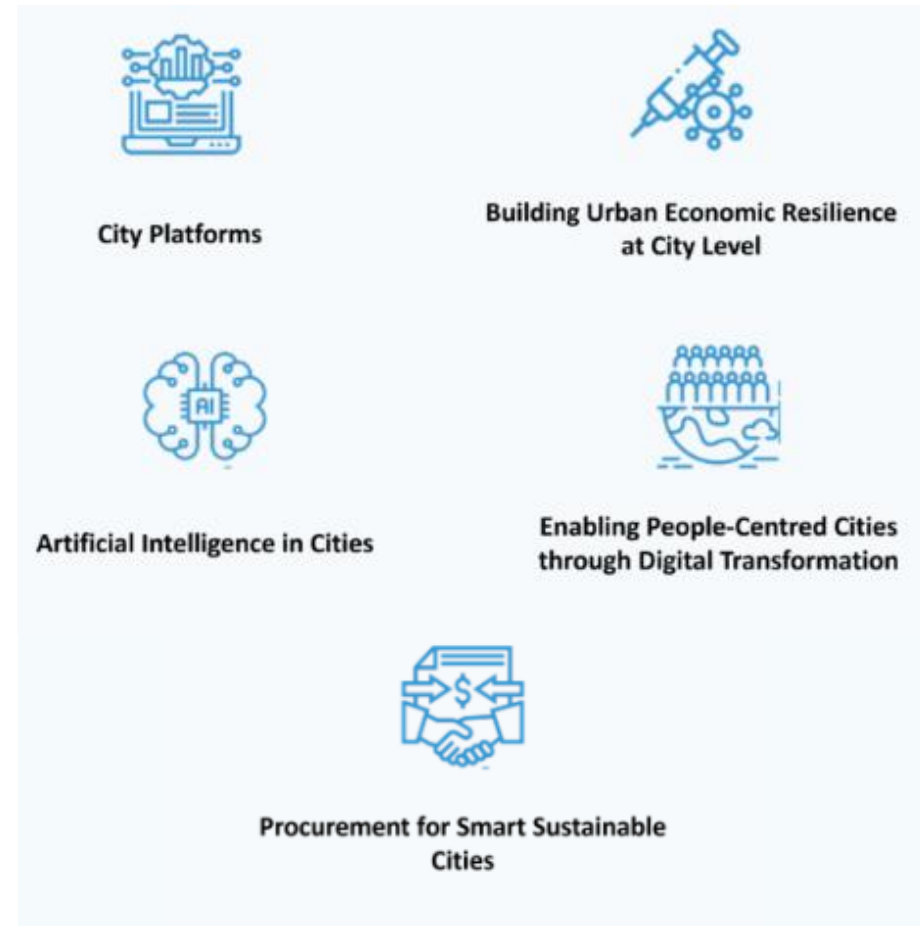 City Platforms
Building Urban Economic Resilience
at City Level
AI
Artificial Intelligence in Cities
Enabling People-Centred Cities
through Digital Transformation
$
Procurement for Smart Sustainable
Cities